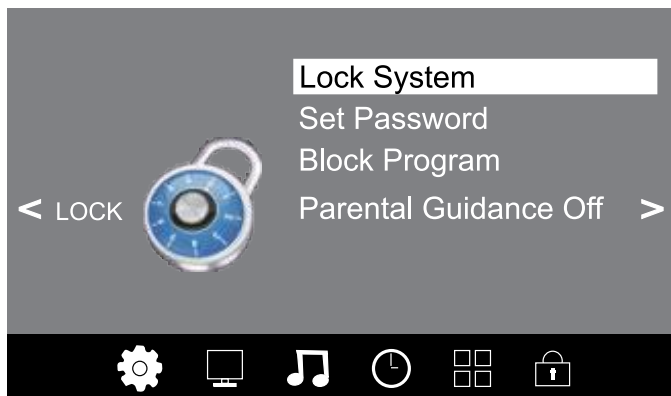 Lock System
Set Password
Block Program
< LOCK
Parental Guidance Off >